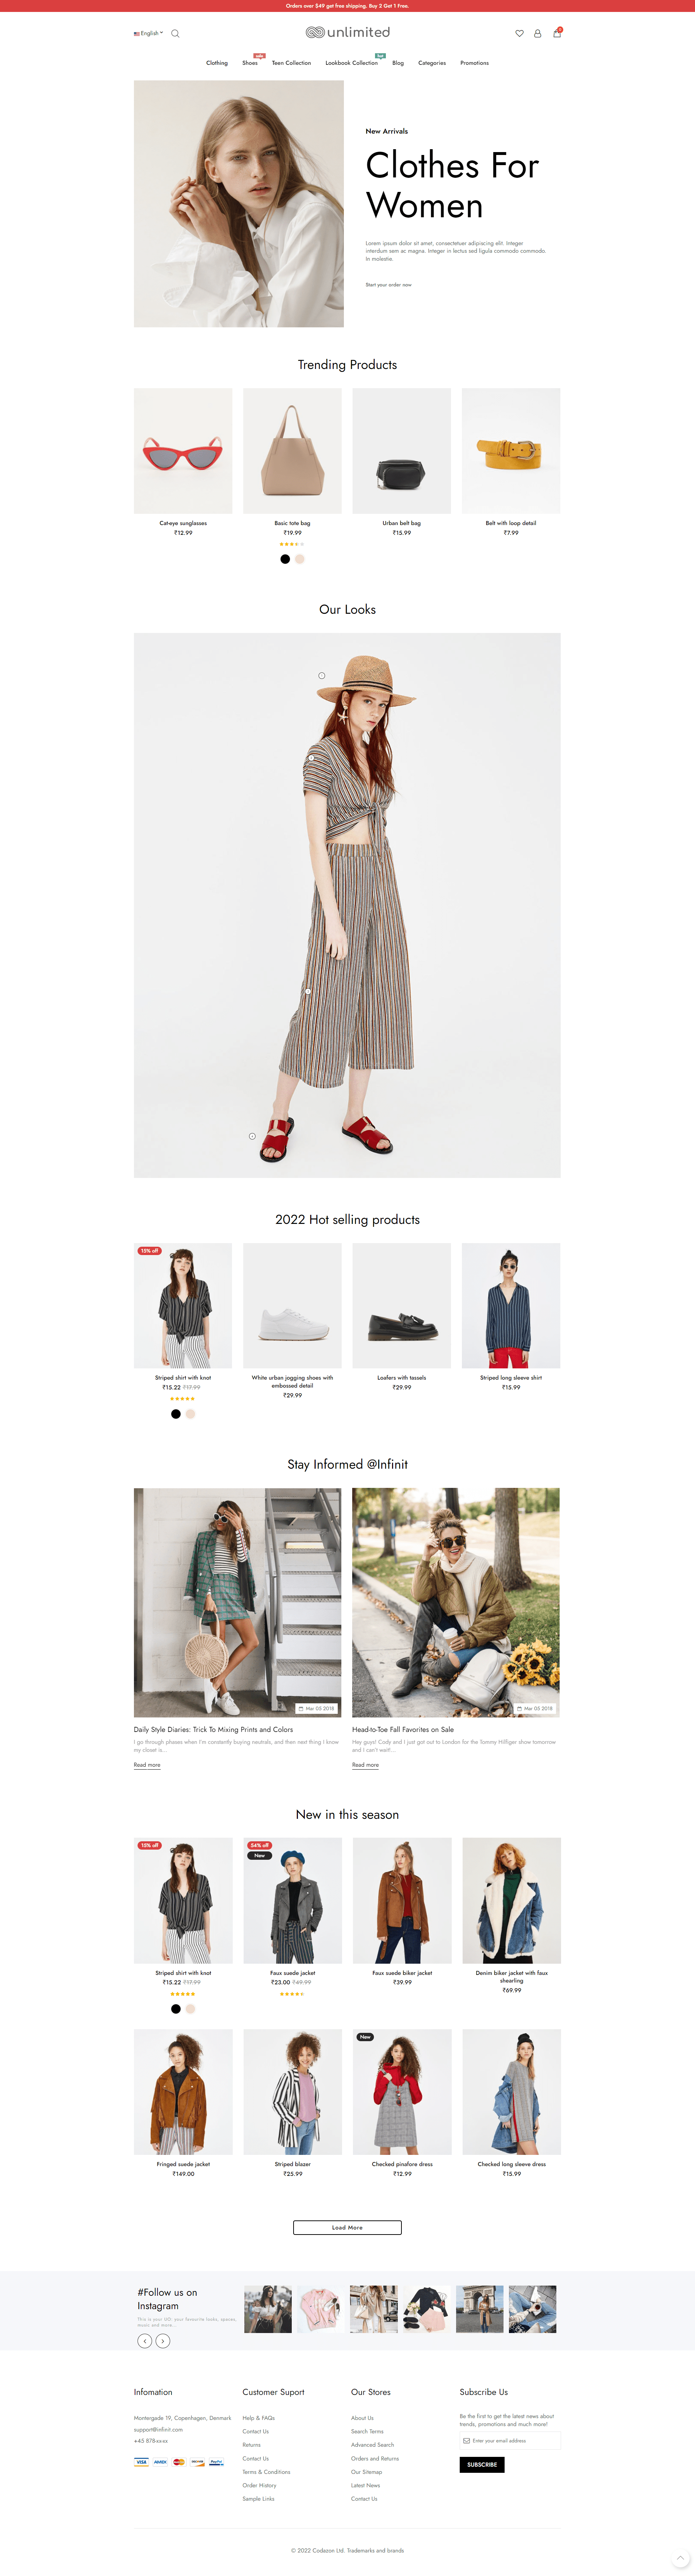 Orders over $49 get free shipping. Buy 2 Get 1 Free.
English
unlimited
Clothing
Shoes
Teen Collection
Lookbook Collection
Blog
Categories
Promotions
New Arrivals
Clothes For
Women
Lorem ipsum dolor sit amet, consectetuer adipiscing elit. Integer
interdum sem ac magna. Integer in lectus sed ligula commodo commodo.
In molestie.
Start your order now
Trending Products
Cat-eye sunglasses
₹12.99
Basic tote bag
₹19.99
Urban belt bag
₹15.99
Belt with loop detail
₹7.99
Our Looks
2022 Hot selling products
15% off
Striped shirt with knot
₹15.22 ₹17.99
White urban jogging shoes with
embossed detail
₹29.99
Loafers with tassels
₹29.99
Striped long sleeve shirt
₹15.99
Stay Informed @Infinit
Mar 05 2018
Daily Style Diaries: Trick To Mixing Prints and Colors
I go through phases when I'm constantly buying neutrals, and then next thing I know
my closet is...
Read more
Mar 05 2018
Head-to-Toe Fall Favorites on Sale
Hey guys! Cody and I just got out to London for the Tommy Hilfiger show tomorrow
and I can't wait!...
Read more
New in this season
15% off
Striped shirt with knot
₹15.22 ₹17.99
54% off
New
Faux suede jacket
₹23.00 ₹49.99
Faux suede biker jacket
₹39.99
Denim biker jacket with faux
shearling
₹69.99
Fringed suede jacket
₹149.00
Striped blazer
₹25.99
New
Checked pinafore dress
₹12.99
Checked long sleeve dress
₹15.99
Load More
#Follow us on
Instagram
This is your UO: your favourite looks, spaces,
music and more...
Infomation
Montergade 19, Copenhagen, Denmark
support@infinit.com
+45 878-xx-xx
VISA
AMEX
MasterCard
DISCOVER
PayPal
Customer Suport
Help & FAQs
Contact Us
Returns
Contact Us
Terms & Conditions
Order History
Sample Links
Our Stores
About Us
Search Terms
Advanced Search
Orders and Returns
Our Sitemap
Latest News
Contact Us
Subscribe Us
Be the first to get the latest news about
trends, promotions and much more!
Enter your email address
SUBSCRIBE
© 2022 Codazon Ltd. Trademarks and brands